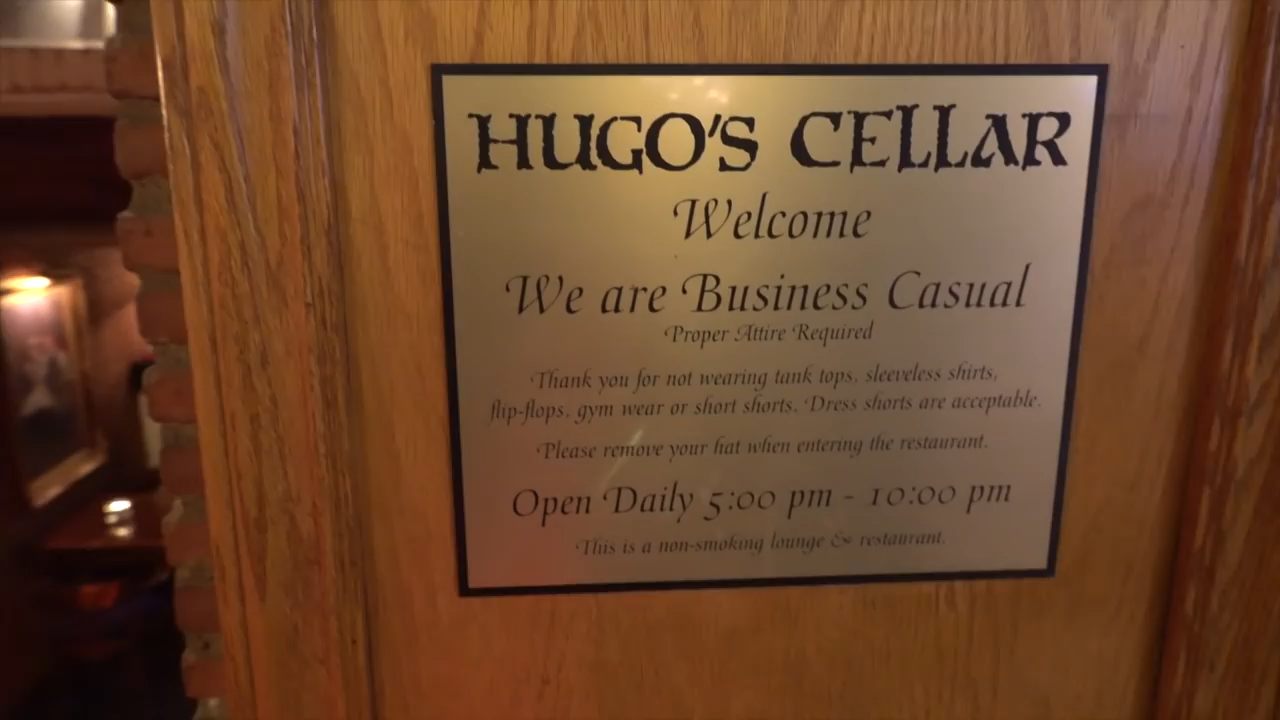 HUGO'S CELLAR
Welcome
We are Business Casual
Proper Attire Required
Thank you for not wearing tank tops, sleeveless shirts,
flip-flops, gym wear or short shorts. Dress shorts are acceptable.
Please remove your hat when entering the restaurant.
Open Daily 5:00 pm - 10:00 pm
This is a non-smoking lounge & restaurant.